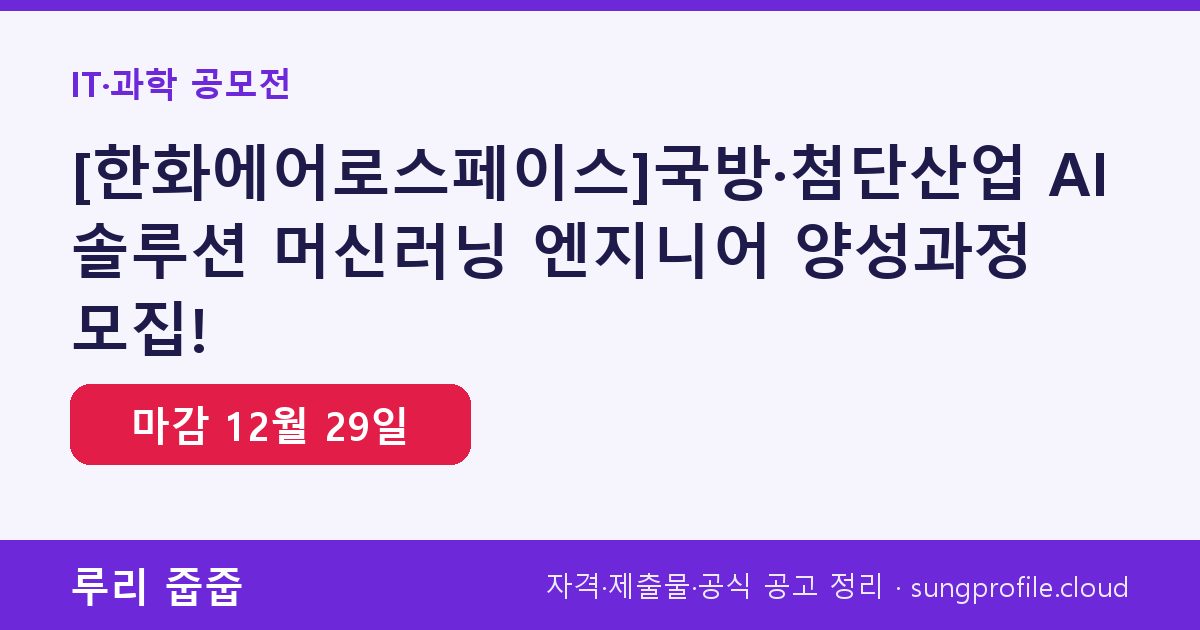 IT·과학 공모전
[한화에어로스페이스]국방·첨단산업 AI
솔루션 머신러닝 엔지니어 양성과정
모집!
마감 12월 29일
루리 줍줍
자격·제출물·공식 공고 정리 · sungprofile.cloud